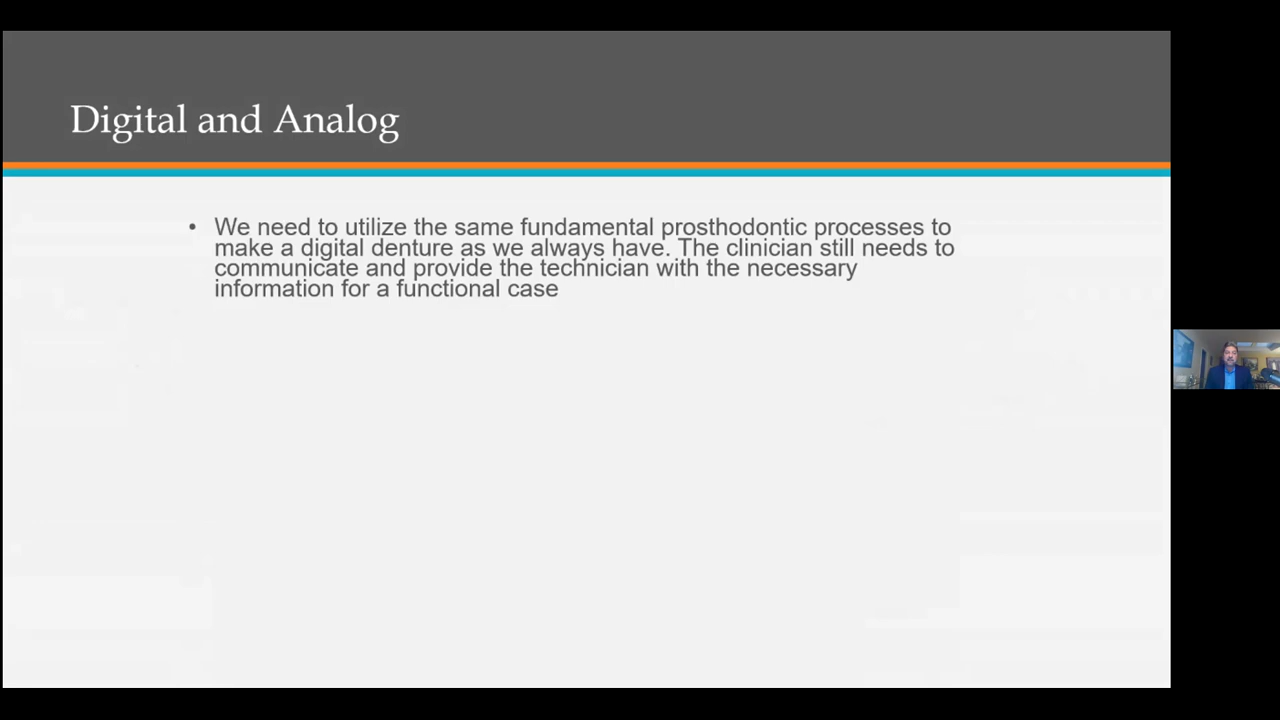 Digital and Analog
• We need to utilize the same fundamental prosthodontic processes to
make a digital denture as we always have. The clinician still needs to
communicate and provide the technician with the necessary
information for a functional case